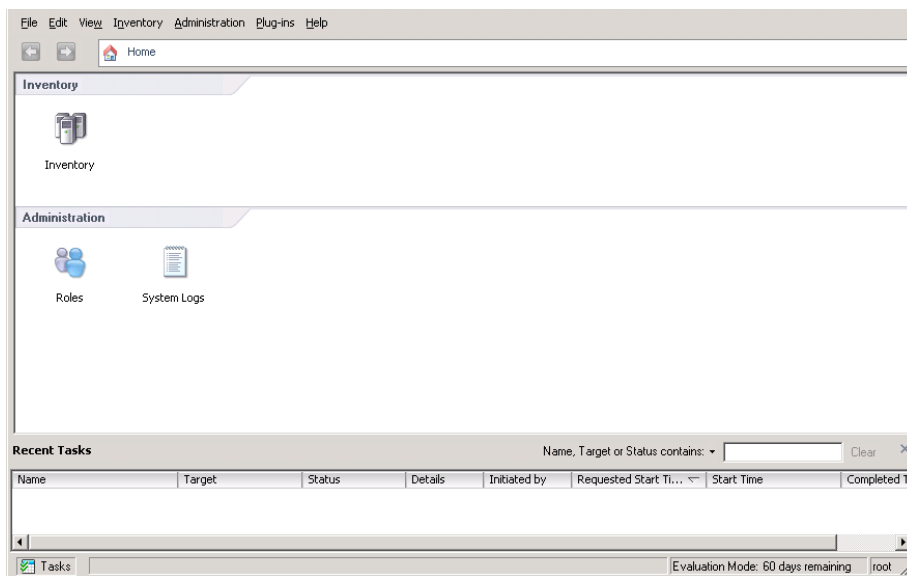 File Edit View Inventory Administration Plug-ins Help
Home
Inventory
Inventory
Administration
Roles System Logs
Recent Tasks Name, Target or Status contains: Clear
Name Target Status Details Initiated by Requested Start Ti... Start Time Completed T
Tasks Evaluation Mode: 60 days remaining root